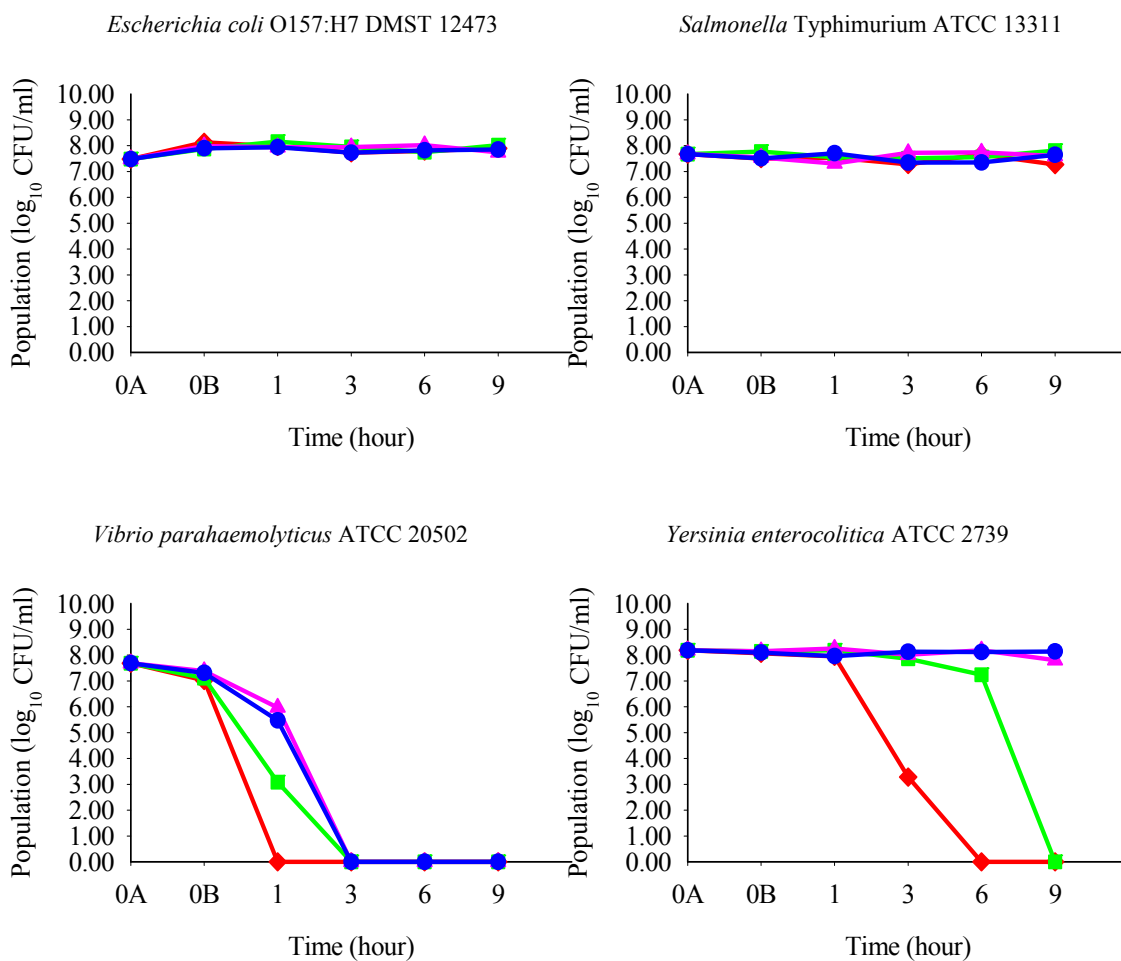 Escherichia coli O157:H7 DMST 12473
Population (log10 CFU/ml)
10.00
9.00
8.00
7.00
6.00
5.00
4.00
3.00
2.00
1.00
0.00
0A 0B 1 3 6 9
Time (hour)
Salmonella Typhimurium ATCC 13311
Population (log10 CFU/ml)
10.00
9.00
8.00
7.00
6.00
5.00
4.00
3.00
2.00
1.00
0.00
0A 0B 1 3 6 9
Time (hour)
Vibrio parahaemolyticus ATCC 20502
Population (log10 CFU/ml)
10.00
9.00
8.00
7.00
6.00
5.00
4.00
3.00
2.00
1.00
0.00
0A 0B 1 3 6 9
Time (hour)
Yersinia enterocolitica ATCC 2739
Population (log10 CFU/ml)
10.00
9.00
8.00
7.00
6.00
5.00
4.00
3.00
2.00
1.00
0.00
0A 0B 1 3 6 9
Time (hour)